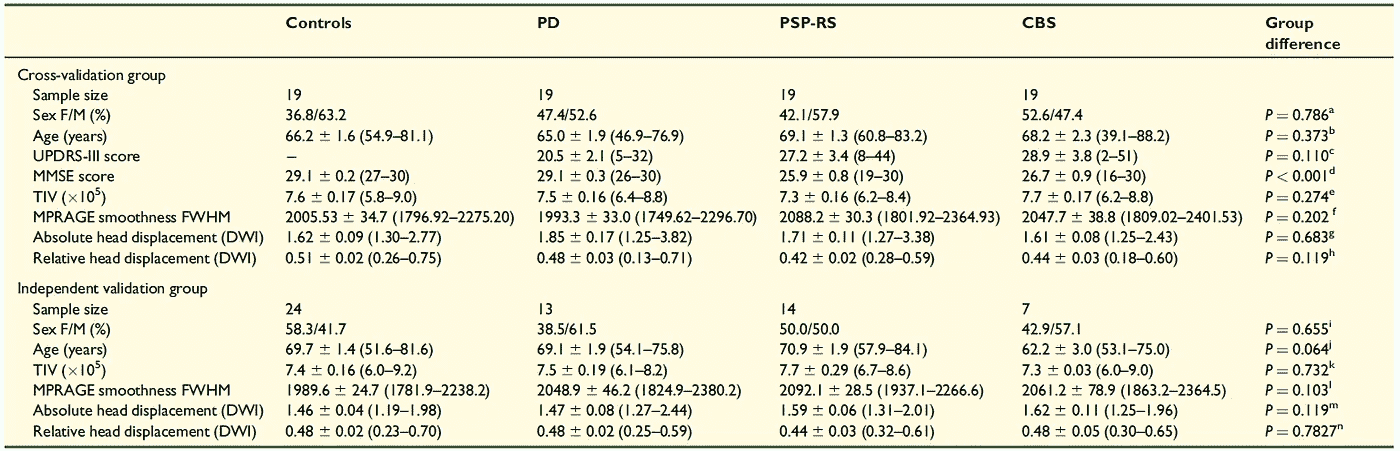 Controls PD PSP-RS CBS Group difference
Cross-validation group
Sample size 19 19 19 19
Sex F/M (%) 36.8/63.2 47.4/52.6 42.1/57.9 52.6/47.4 P = 0.786a
Age (years) 66.2 ± 1.6 (54.9–81.1) 65.0 ± 1.9 (46.9–76.9) 69.1 ± 1.3 (60.8–83.2) 68.2 ± 2.3 (39.1–88.2) P = 0.373b
UPDRS-III score – 20.5 ± 2.1 (5–32) 27.2 ± 3.4 (8–44) 28.9 ± 3.8 (2–51) P = 0.110c
MMSE score 29.1 ± 0.2 (27–30) 29.1 ± 0.3 (26–30) 25.9 ± 0.8 (19–30) 26.7 ± 0.9 (16–30) P < 0.001d
TIV (×10⁵) 7.6 ± 0.17 (5.8–9.0) 7.5 ± 0.16 (6.4–8.8) 7.3 ± 0.16 (6.2–8.4) 7.7 ± 0.17 (6.2–8.8) P = 0.274e
MPRAGE smoothness FWHM 2005.53 ± 34.7 (1796.92–2275.20) 1993.3 ± 33.0 (1749.62–2296.70) 2088.2 ± 30.3 (1801.92–2364.93) 2047.7 ± 38.8 (1809.02–2401.53) P = 0.202 f
Absolute head displacement (DWI) 1.62 ± 0.09 (1.30–2.77) 1.85 ± 0.17 (1.25–3.82) 1.71 ± 0.11 (1.27–3.38) 1.61 ± 0.08 (1.25–2.43) P = 0.683g
Relative head displacement (DWI) 0.51 ± 0.02 (0.26–0.75) 0.48 ± 0.03 (0.13–0.71) 0.42 ± 0.02 (0.28–0.59) 0.44 ± 0.03 (0.18–0.60) P = 0.119h
Independent validation group
Sample size 24 13 14 7
Sex F/M (%) 58.3/41.7 38.5/61.5 50.0/50.0 42.9/57.1 P = 0.655i
Age (years) 69.7 ± 1.4 (51.6–81.6) 69.1 ± 1.9 (54.1–75.8) 70.9 ± 1.9 (57.9–84.1) 62.2 ± 3.0 (53.1–75.0) P = 0.064j
TIV (×10⁵) 7.4 ± 0.16 (6.0–9.2) 7.5 ± 0.19 (6.1–8.2) 7.7 ± 0.29 (6.7–8.6) 7.3 ± 0.03 (6.0–9.0) P = 0.732k
MPRAGE smoothness FWHM 1989.6 ± 24.7 (1781.9–2238.2) 2048.9 ± 46.2 (1824.9–2380.2) 2092.1 ± 28.5 (1937.1–2266.6) 2061.2 ± 78.9 (1863.2–2364.5) P = 0.103l
Absolute head displacement (DWI) 1.46 ± 0.04 (1.19–1.98) 1.47 ± 0.08 (1.27–2.44) 1.59 ± 0.06 (1.31–2.01) 1.62 ± 0.11 (1.25–1.96) P = 0.119m
Relative head displacement (DWI) 0.48 ± 0.02 (0.23–0.70) 0.48 ± 0.02 (0.25–0.59) 0.44 ± 0.03 (0.32–0.61) 0.48 ± 0.05 (0.30–0.65) P = 0.7827n